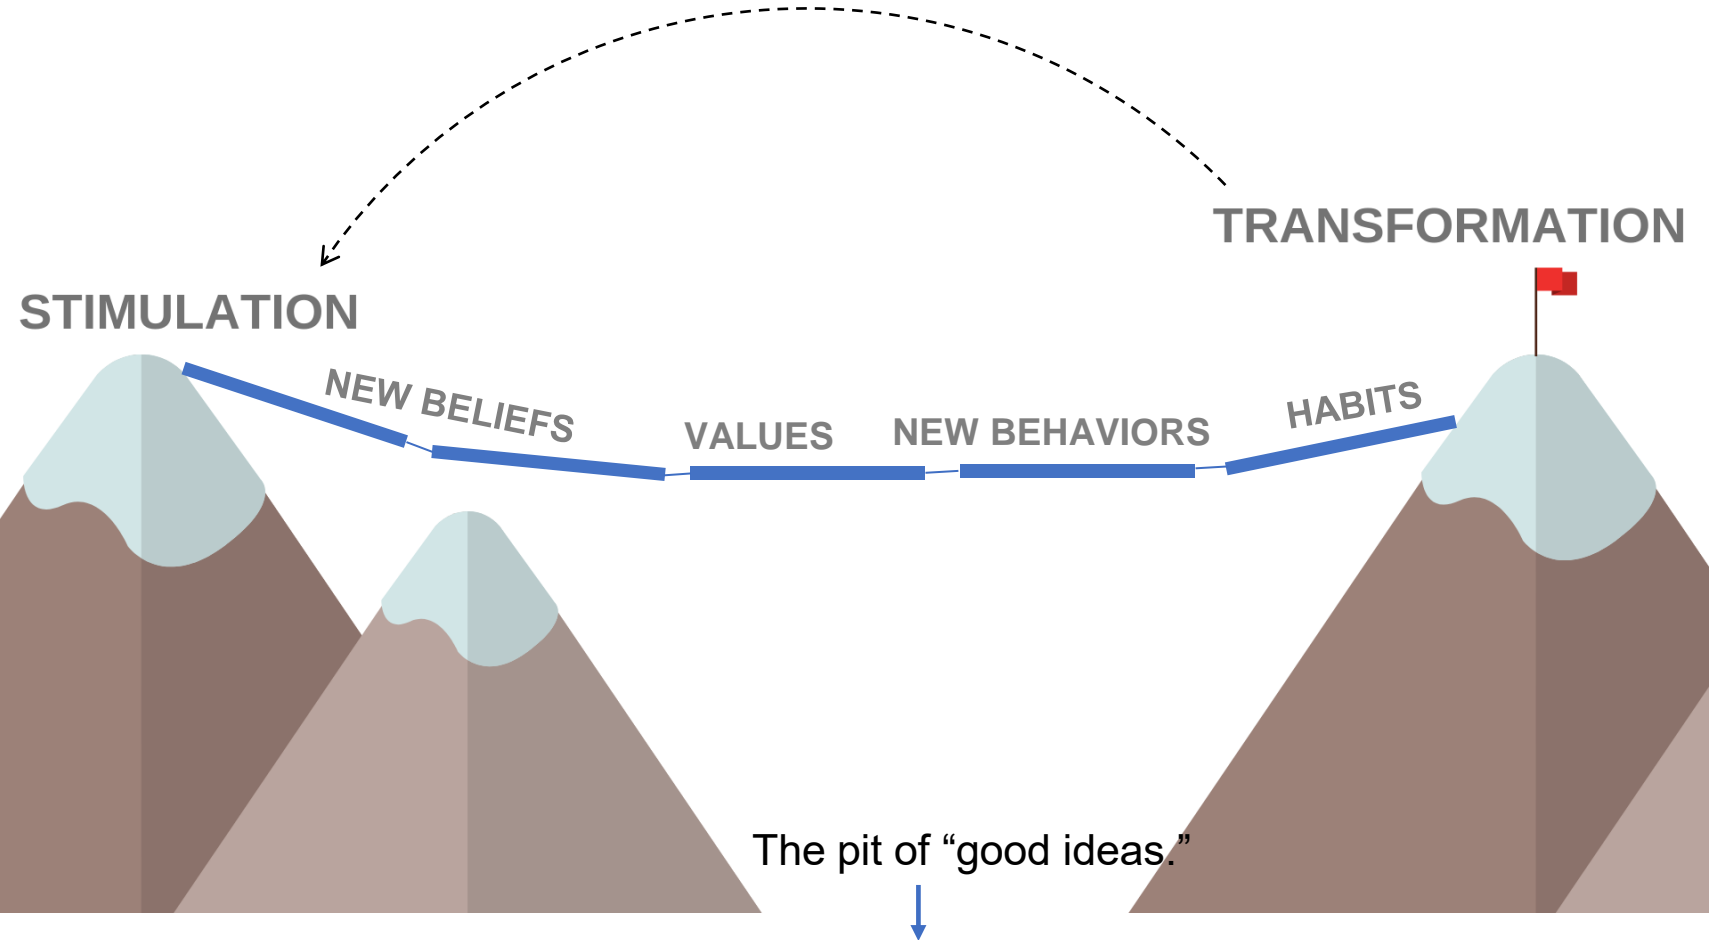 TRANSFORMATION
STIMULATION
NEW BELIEFS
VALUES
NEW BEHAVIORS
HABITS
The pit of “good ideas.”